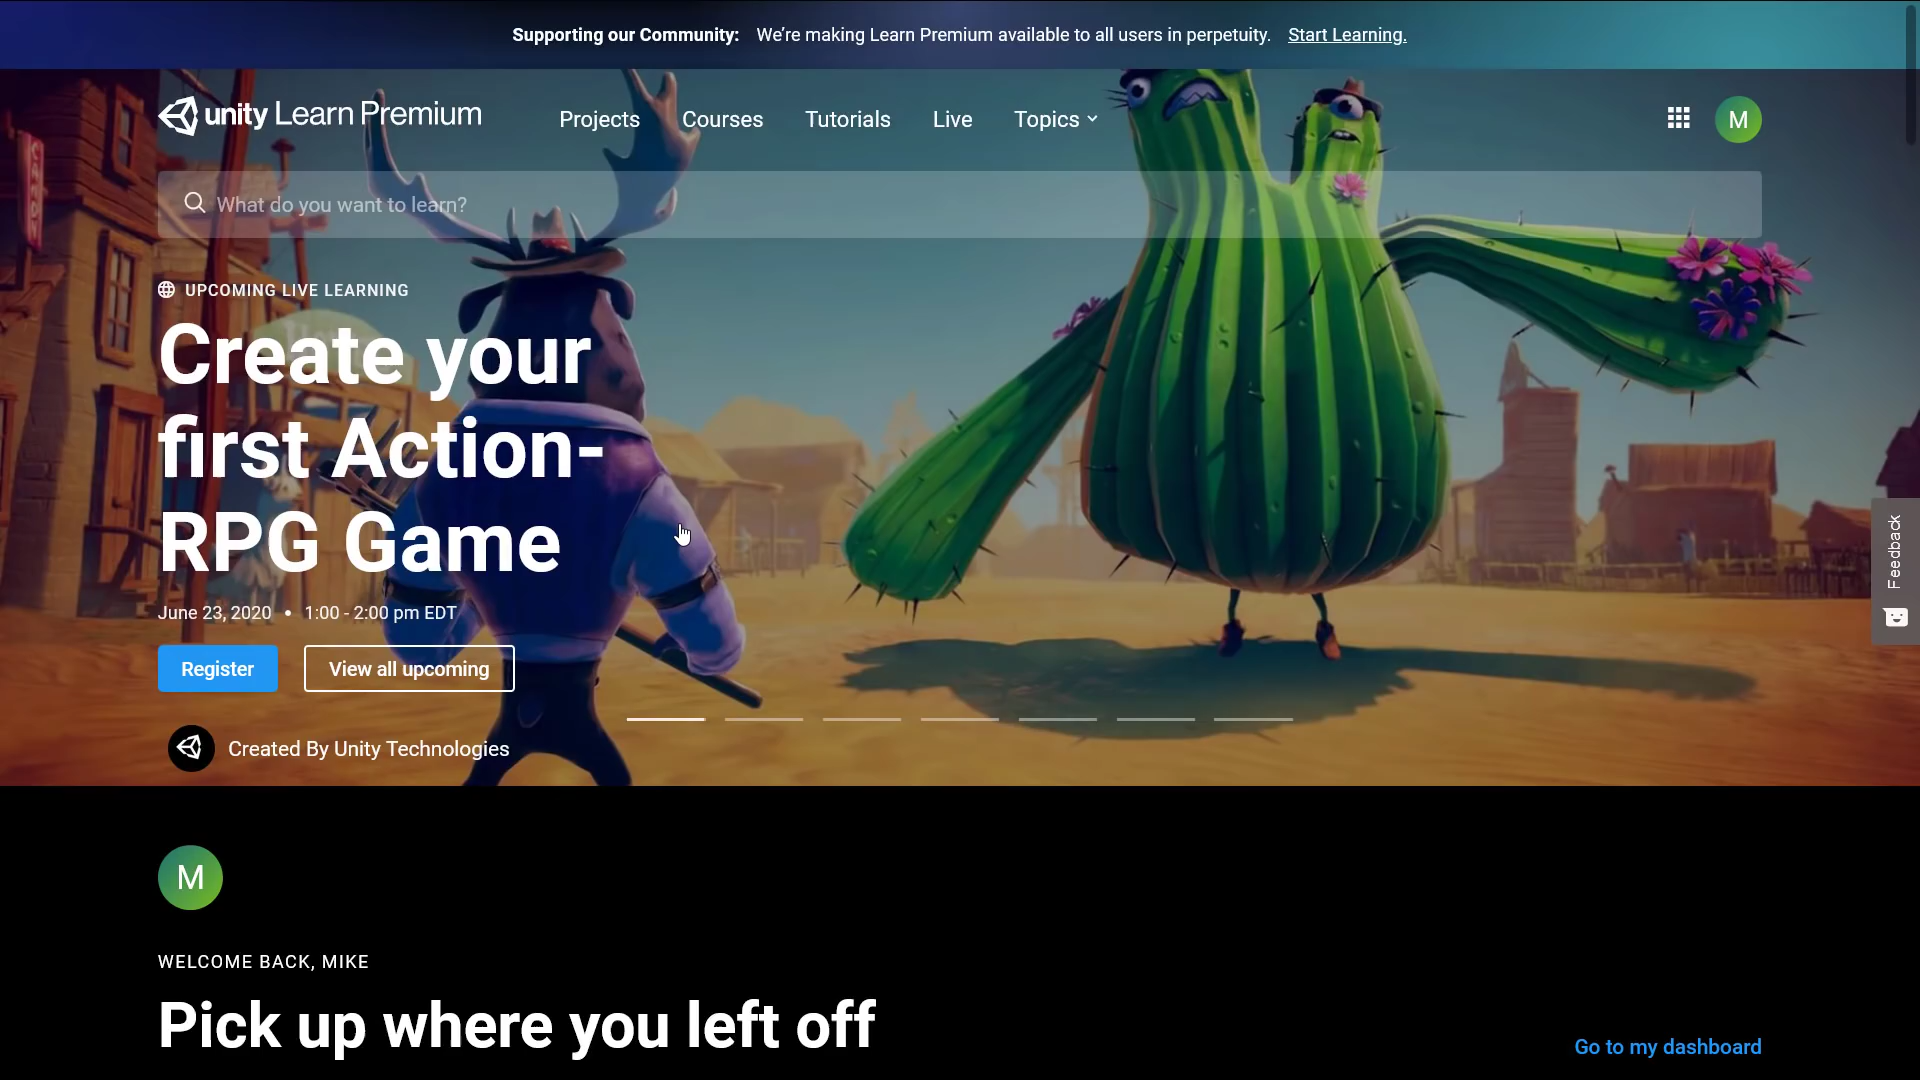 Supporting our Community: We're making Learn Premium available to all users in perpetuity. Start Learning.
unity Learn Premium
Projects
Courses
Tutorials
Live
Topics
M
What do you want to learn?
UPCOMING LIVE LEARNING
Create your
first Action-
RPG Game
June 23, 2020 • 1:00 - 2:00 pm EDT
Register
View all upcoming
Created By Unity Technologies
Feedback
CANDY
M
WELCOME BACK, MIKE
Pick up where you left off
Go to my dashboard